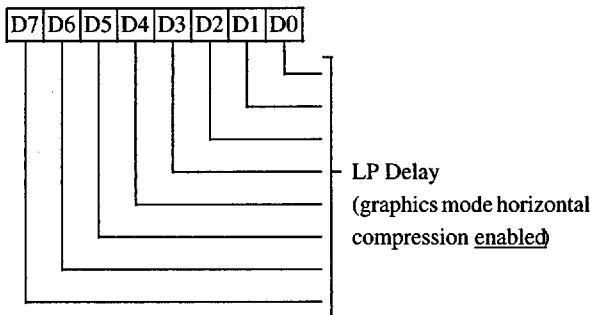 D7 D6 D5 D4 D3 D2 D1 D0
LP Delay
(graphics mode horizontal
compression enabled)